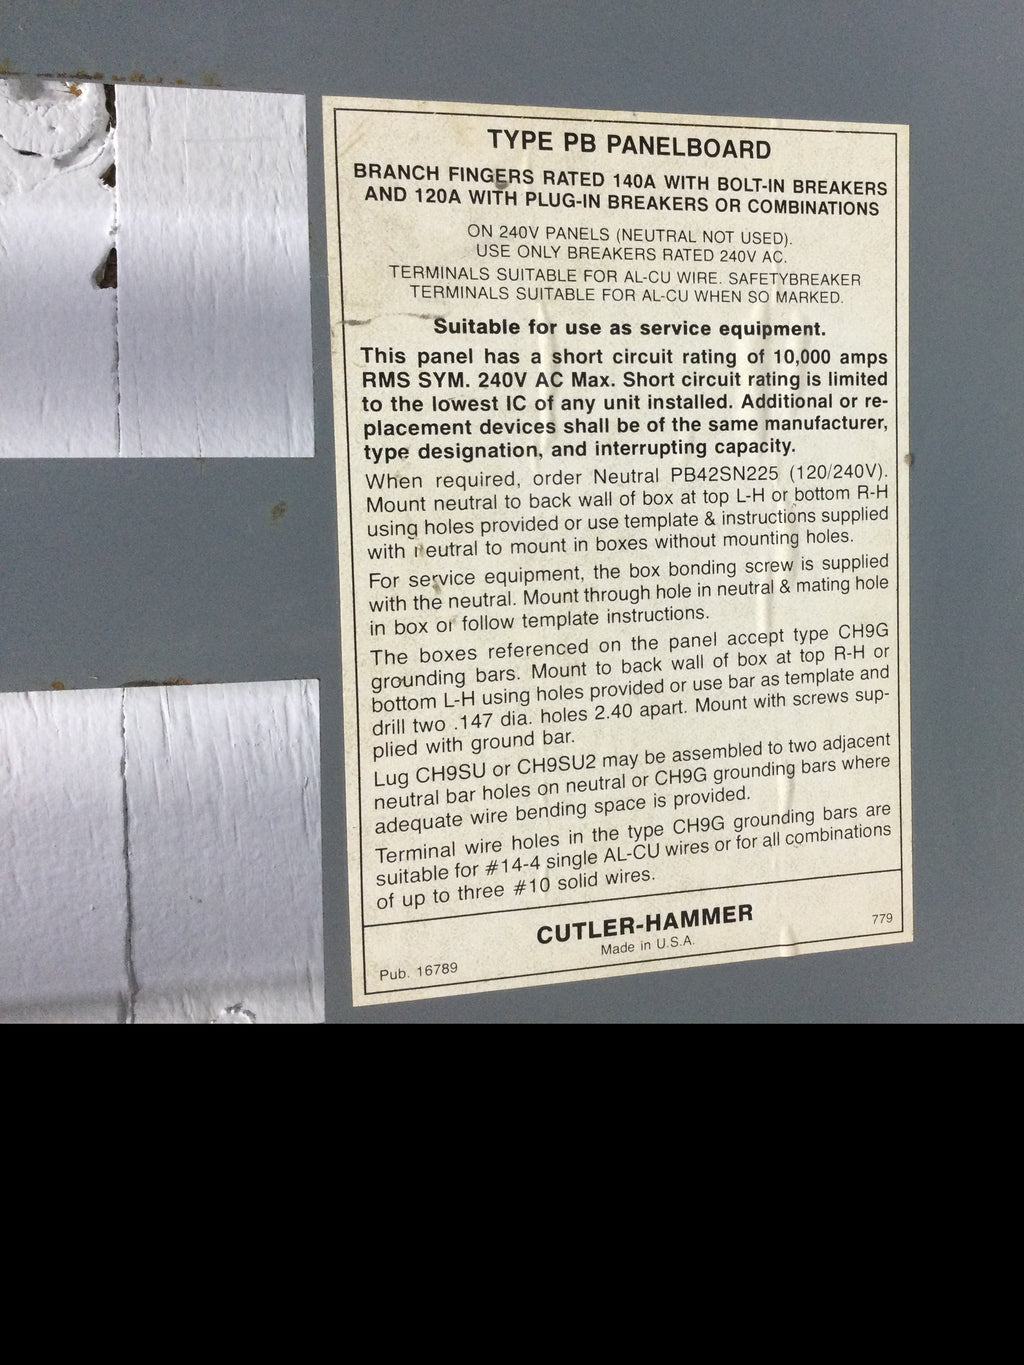 TYPE PB PANELBOARD
BRANCH FINGERS RATED 140A WITH BOLT-IN BREAKERS
AND 120A WITH PLUG-IN BREAKERS OR COMBINATIONS
ON 240V PANELS (NEUTRAL NOT USED).
USE ONLY BREAKERS RATED 240V AC.
TERMINALS SUITABLE FOR AL-CU WIRE. SAFETYBREAKER
TERMINALS SUITABLE FOR AL-CU WHEN SO MARKED.
Suitable for use as service equipment.
This panel has a short circuit rating of 10,000 amps
RMS SYM. 240V AC Max. Short circuit rating is limited
to the lowest IC of any unit installed. Additional or re-
placement devices shall be of the same manufacturer,
type designation, and interrupting capacity.
When required, order Neutral PB42SN225 (120/240V).
Mount neutral to back wall of box at top L-H or bottom R-H
using holes provided or use template & instructions supplied
with neutral to mount in boxes without mounting holes.
For service equipment, the box bonding screw is supplied
with the neutral. Mount through hole in neutral & mating hole
in box or follow template instructions.
The boxes referenced on the panel accept type CH9G
grounding bars. Mount to back wall of box at top R-H or
bottom L-H using holes provided or use bar as template and
drill two .147 dia. holes 2.40 apart. Mount with screws sup-
plied with ground bar.
Lug CH9SU or CH9SU2 may be assembled to two adjacent
neutral bar holes on neutral or CH9G grounding bars where
adequate wire bending space is provided.
Terminal wire holes in the type CH9G grounding bars are
suitable for #14-4 single AL-CU wires or for all combinations
of up to three #10 solid wires.
CUTLER-HAMMER
Made in U.S.A.
Pub. 16789
779